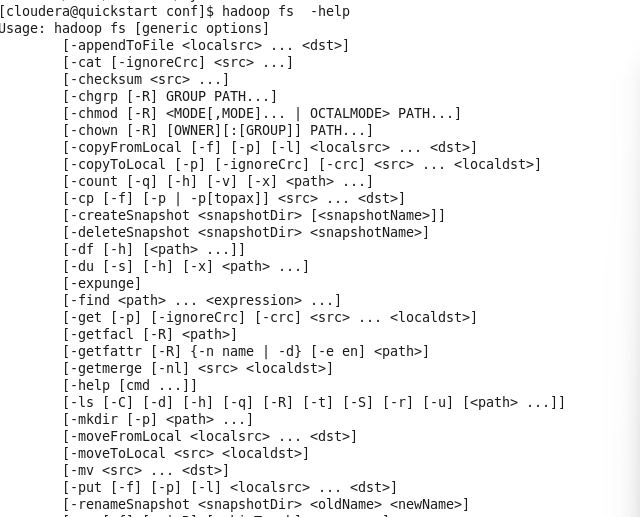 [cloudera@quickstart conf]$ hadoop fs  -help
Usage: hadoop fs [generic options]
        [-appendToFile <localsrc> ... <dst>]
        [-cat [-ignoreCrc] <src> ...]
        [-checksum <src> ...]
        [-chgrp [-R] GROUP PATH...]
        [-chmod [-R] <MODE[,MODE]... | OCTALMODE> PATH...]
        [-chown [-R] [OWNER][:[GROUP]] PATH...]
        [-copyFromLocal [-f] [-p] [-l] <localsrc> ... <dst>]
        [-copyToLocal [-p] [-ignoreCrc] [-crc] <src> ... <localdst>]
        [-count [-q] [-h] [-v] [-x] <path> ...]
        [-cp [-f] [-p | -p[topax]] <src> ... <dst>]
        [-createSnapshot <snapshotDir> [<snapshotName>]]
        [-deleteSnapshot <snapshotDir> <snapshotName>]
        [-df [-h] [<path> ...]]
        [-du [-s] [-h] [-x] <path> ...]
        [-expunge]
        [-find <path> ... <expression> ...]
        [-get [-p] [-ignoreCrc] [-crc] <src> ... <localdst>]
        [-getfacl [-R] <path>]
        [-getfattr [-R] {-n name | -d} [-e en] <path>]
        [-getmerge [-nl] <src> <localdst>]
        [-help [cmd ...]]
        [-ls [-C] [-d] [-h] [-q] [-R] [-t] [-S] [-r] [-u] [<path> ...]]
        [-mkdir [-p] <path> ...]
        [-moveFromLocal <localsrc> ... <dst>]
        [-moveToLocal <src> <localdst>]
        [-mv <src> ... <dst>]
        [-put [-f] [-p] [-l] <localsrc> ... <dst>]
        [-renameSnapshot <snapshotDir> <oldName> <newName>]